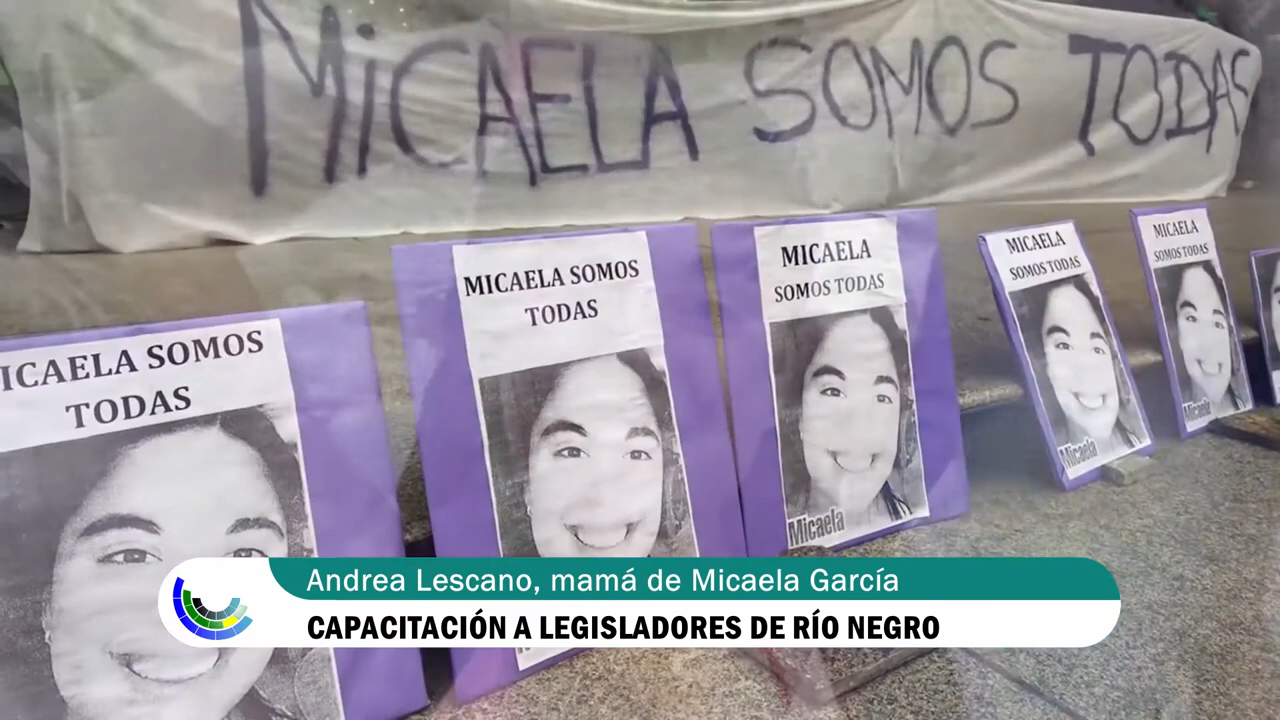 MiCAELA SOMOS TODAS
ICAELA SOMOS
TODAS
MICAELA SOMOS
TODAS
MICAELA
SOMOS TODAS
Micaela
MICAELA
SOMOS TODAS
Micaela
MICAELA
SOMOS TODAS
Micaela
Andrea Lescano, mamá de Micaela García
CAPACITACIÓN A LEGISLADORES DE RÍO NEGRO